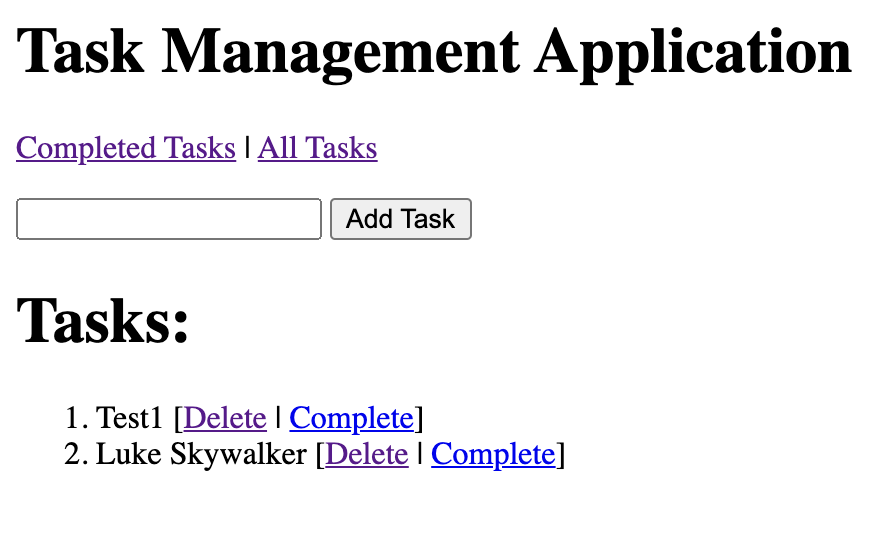 Task Management Application
Completed Tasks | All Tasks
Add Task
Tasks:
1. Test1 [Delete | Complete]
2. Luke Skywalker [Delete | Complete]